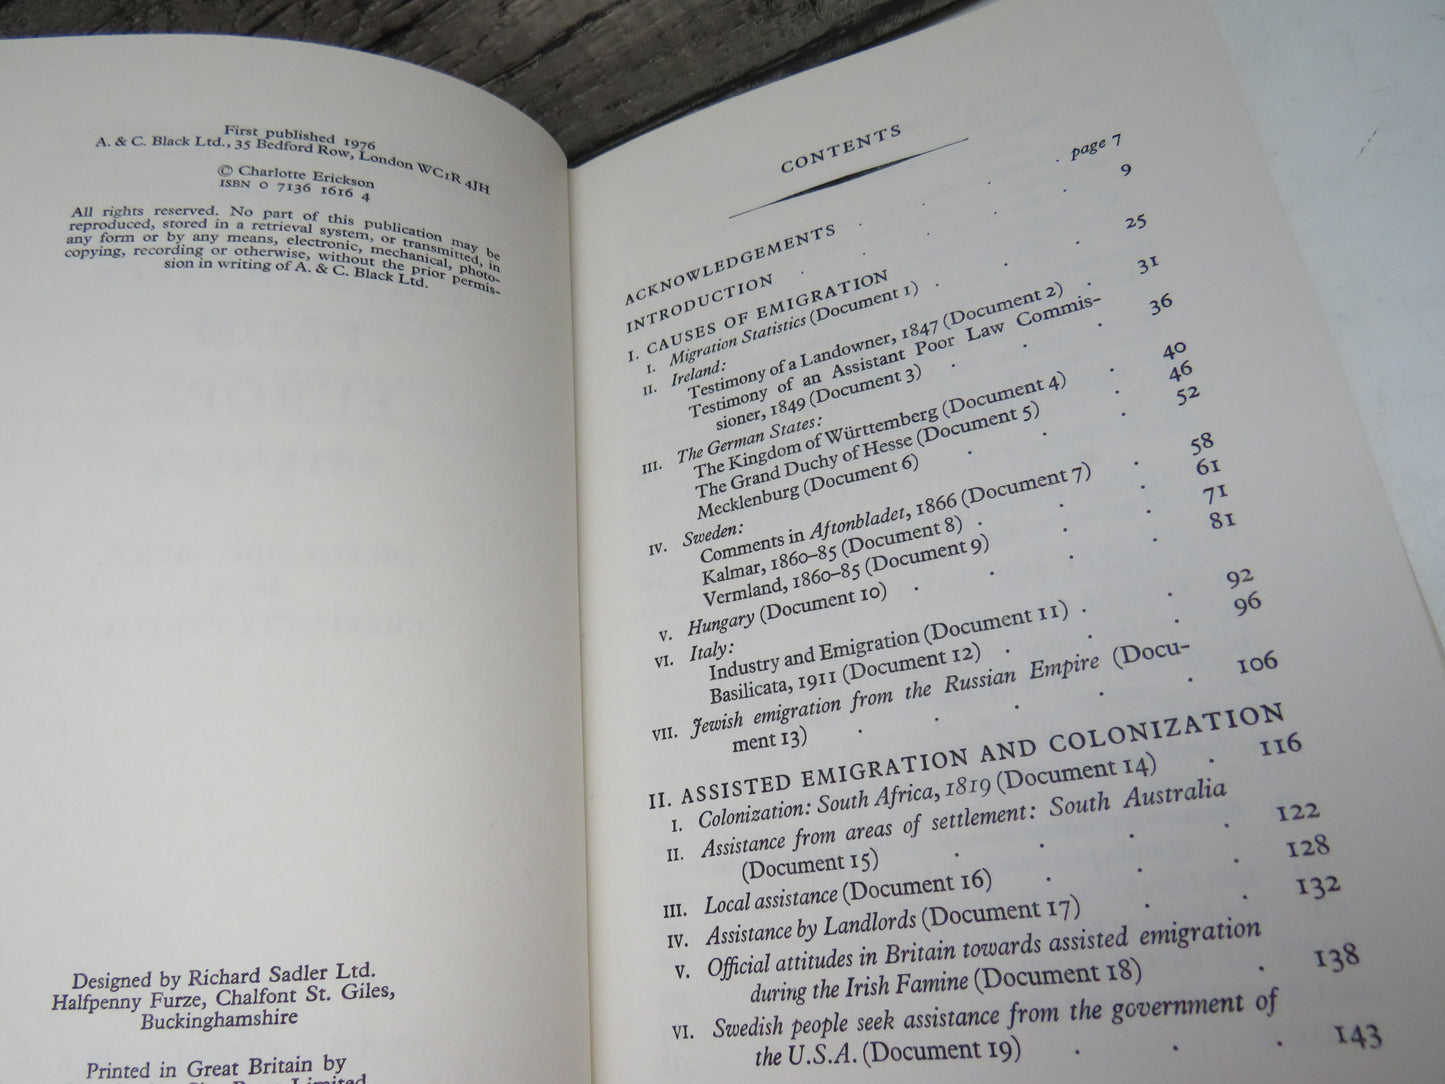 First published 1976
A. & C. Black Ltd., 35 Bedford Row, London WC1R 4JH
© Charlotte Erickson
ISBN 0 7136 1616 4
All rights reserved. No part of this publication may be
reproduced, stored in a retrieval system, or transmitted, in
any form or by any means, electronic, mechanical, photo-
copying, recording or otherwise, without the prior permis-
sion in writing of A. & C. Black Ltd.
Designed by Richard Sadler Ltd.
Halfpenny Furze, Chalfont St. Giles,
Buckinghamshire
Printed in Great Britain by
Limited
CONTENTS
ACKNOWLEDGEMENTS . . . page 7
INTRODUCTION . . . 9
I. CAUSES OF EMIGRATION
I. Migration Statistics (Document 1) . . . 25
II. Ireland:
Testimony of a Landowner, 1847 (Document 2) . 31
Testimony of an Assistant Poor Law Commis-
sioner, 1849 (Document 3) . . . 36
III. The German States:
The Kingdom of Württemberg (Document 4) . 40
The Grand Duchy of Hesse (Document 5) . 46
Mecklenburg (Document 6) . . . 52
IV. Sweden:
Comments in Aftonbladet, 1866 (Document 7) . 58
Kalmar, 1860–85 (Document 8) . . . 61
Vermland, 1860–85 (Document 9) . . 71
V. Hungary (Document 10) . . . . 81
VI. Italy:
Industry and Emigration (Document 11) . . 92
Basilicata, 1911 (Document 12) . . . 96
VII. Jewish emigration from the Russian Empire (Docu-
ment 13) . . . . . 106
II. ASSISTED EMIGRATION AND COLONIZATION
I. Colonization: South Africa, 1819 (Document 14) . 116
II. Assistance from areas of settlement: South Australia
(Document 15) . . . . 122
III. Local assistance (Document 16) . . . 128
IV. Assistance by Landlords (Document 17) . . 132
V. Official attitudes in Britain towards assisted emigration
during the Irish Famine (Document 18) . 138
VI. Swedish people seek assistance from the government of
the U.S.A. (Document 19) . . . 143